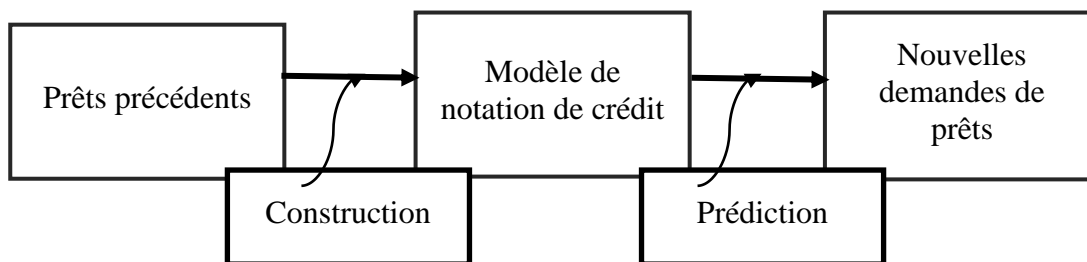 Prêts précédents
Modèle de
notation de crédit
Nouvelles
demandes de
prêts
Construction
Prédiction